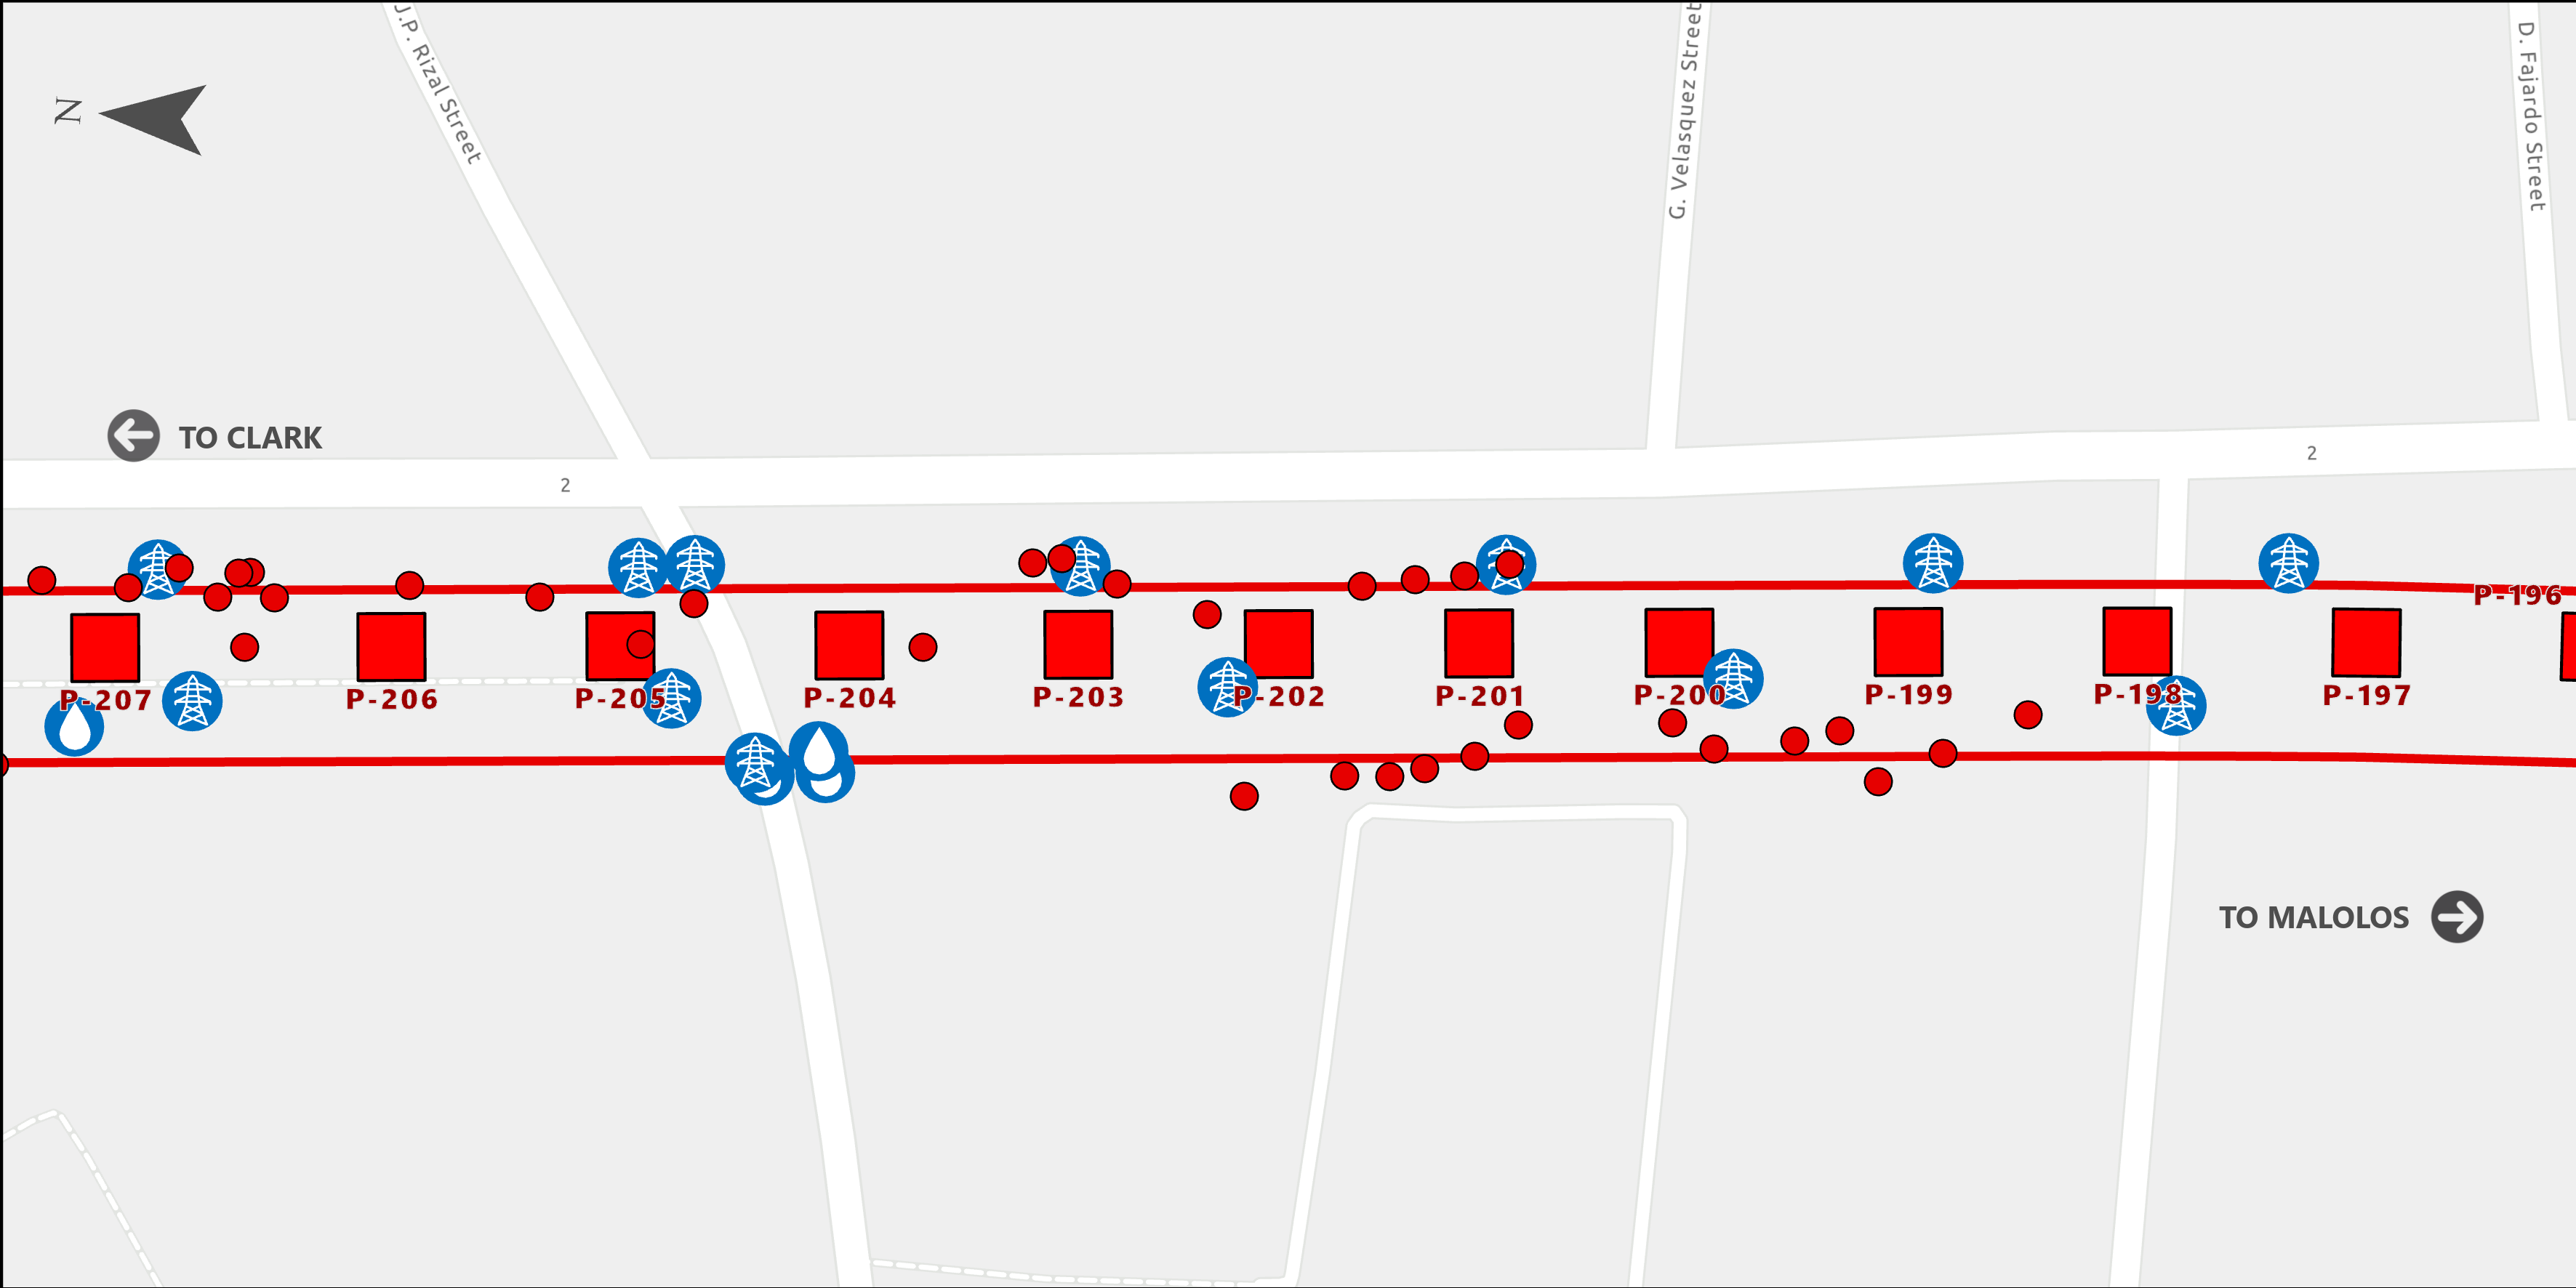 J.P. Rizal Street
G. Velasquez Street
D. Fajardo Street
N
TO CLARK
2
2
P-196
P-207
P-206
P-205
P-204
P-203
P-202
P-201
P-200
P-199
P-198
P-197
TO MALOLOS